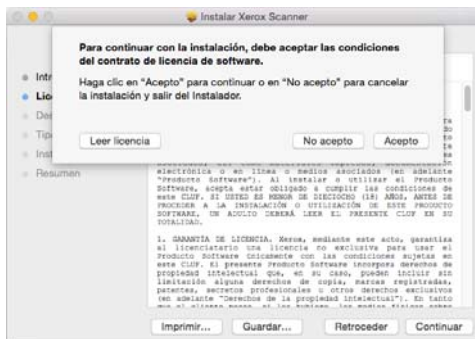 Instalar Xerox Scanner
Para continuar con la instalación, debe aceptar las condiciones
del contrato de licencia de software.
Haga clic en “Acepto” para continuar o en “No acepto” para cancelar
la instalación y salir del Instalador.
Leer licencia
No acepto
Acepto
Resumen
electrónica o en línea o medios asociados (en adelante
"Producto Software"). Al instalar o utilizar el Producto
Software, acepta estar obligado a cumplir las condiciones de
este CLUF. SI USTED ES MENOR DE DIECIOCHO (18) AÑOS, ANTES DE
PROCEDER A LA INSTALACIÓN O UTILIZACIÓN DE ESTE PRODUCTO
SOFTWARE, UN ADULTO DEBERÁ LEER EL PRESENTE CLUF EN SU
TOTALIDAD.
1. GARANTÍA DE LICENCIA. Xerox, mediante este acto, garantiza
al licenciatario una licencia no exclusiva para usar el
Producto Software únicamente con las condiciones sujetas en
este CLUF. El presente Producto Software incorpora derechos de
propiedad intelectual que, en su caso, pueden incluir sin
limitación alguna derechos de copia, marcas registradas,
patentes, secretos profesionales u otros derechos exclusivos
(en adelante "Derechos de la propiedad intelectual"). En tanto
Imprimir...
Guardar...
Retroceder
Continuar